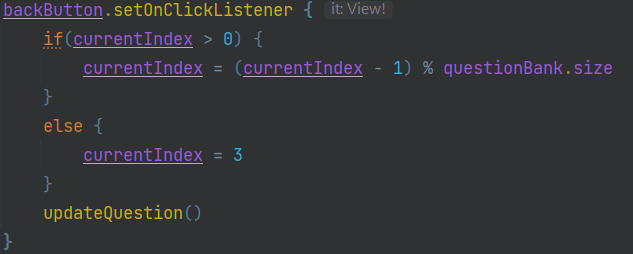 backButton.setOnClickListener { it: View!
    if(currentIndex > 0) {
        currentIndex = (currentIndex - 1) % questionBank.size
    }
    else {
        currentIndex = 3
    }
    updateQuestion()
}